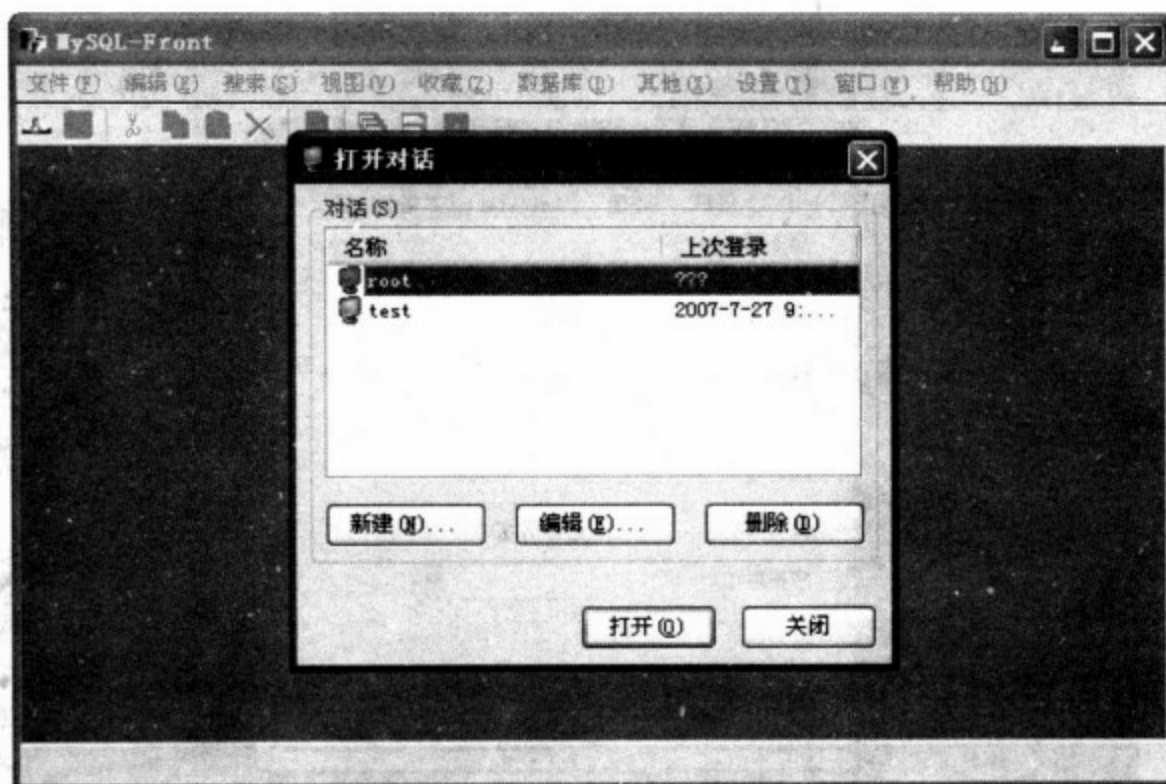 MySQL-Front
文件(F) 编辑(E) 搜索(S) 视图(V) 收藏(Z) 数据库(D) 其他(X) 设置(T) 窗口(W) 帮助(H)
打开对话
对话(S)
名称 上次登录
root ???
test 2007-7-27 9:...
新建(N)... 编辑(E)... 删除(D)
打开(O) 关闭